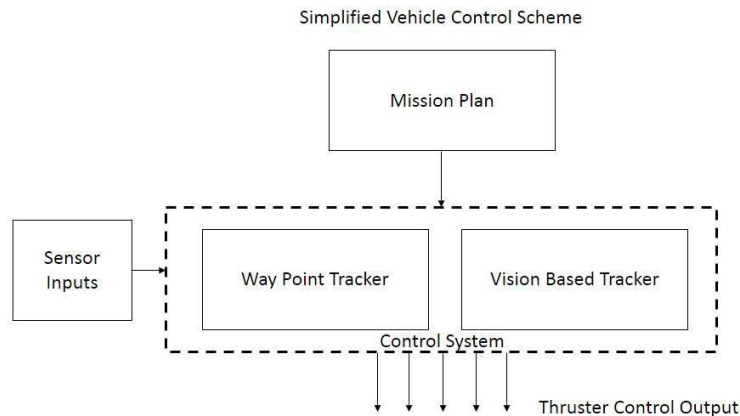 Simplified Vehicle Control Scheme
Mission Plan
Sensor
Inputs
Way Point Tracker
Vision Based Tracker
Control System
Thruster Control Output